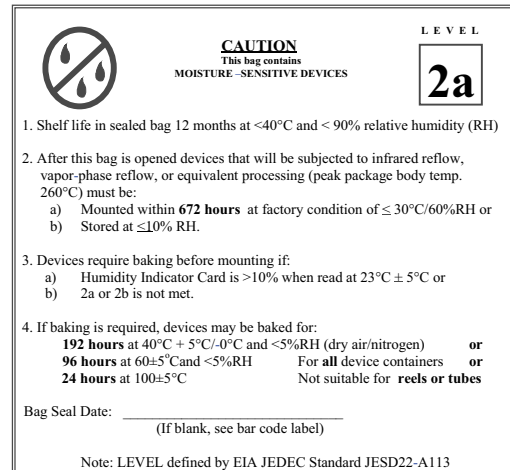 LEVEL
CAUTION
This bag contains
MOISTURE –SENSITIVE DEVICES
2a
1. Shelf life in sealed bag 12 months at <40°C and < 90% relative humidity (RH)
2. After this bag is opened devices that will be subjected to infrared reflow,
vapor-phase reflow, or equivalent processing (peak package body temp.
260°C) must be:
a) Mounted within 672 hours at factory condition of ≤ 30°C/60%RH or
b) Stored at ≤10% RH.
3. Devices require baking before mounting if:
a) Humidity Indicator Card is >10% when read at 23°C ± 5°C or
b) 2a or 2b is not met.
4. If baking is required, devices may be baked for:
192 hours at 40°C + 5°C/-0°C and <5%RH (dry air/nitrogen) or
96 hours at 60±5°Cand <5%RH For all device containers or
24 hours at 100±5°C Not suitable for reels or tubes
Bag Seal Date: ______________________________
(If blank, see bar code label)
Note: LEVEL defined by EIA JEDEC Standard JESD22-A113